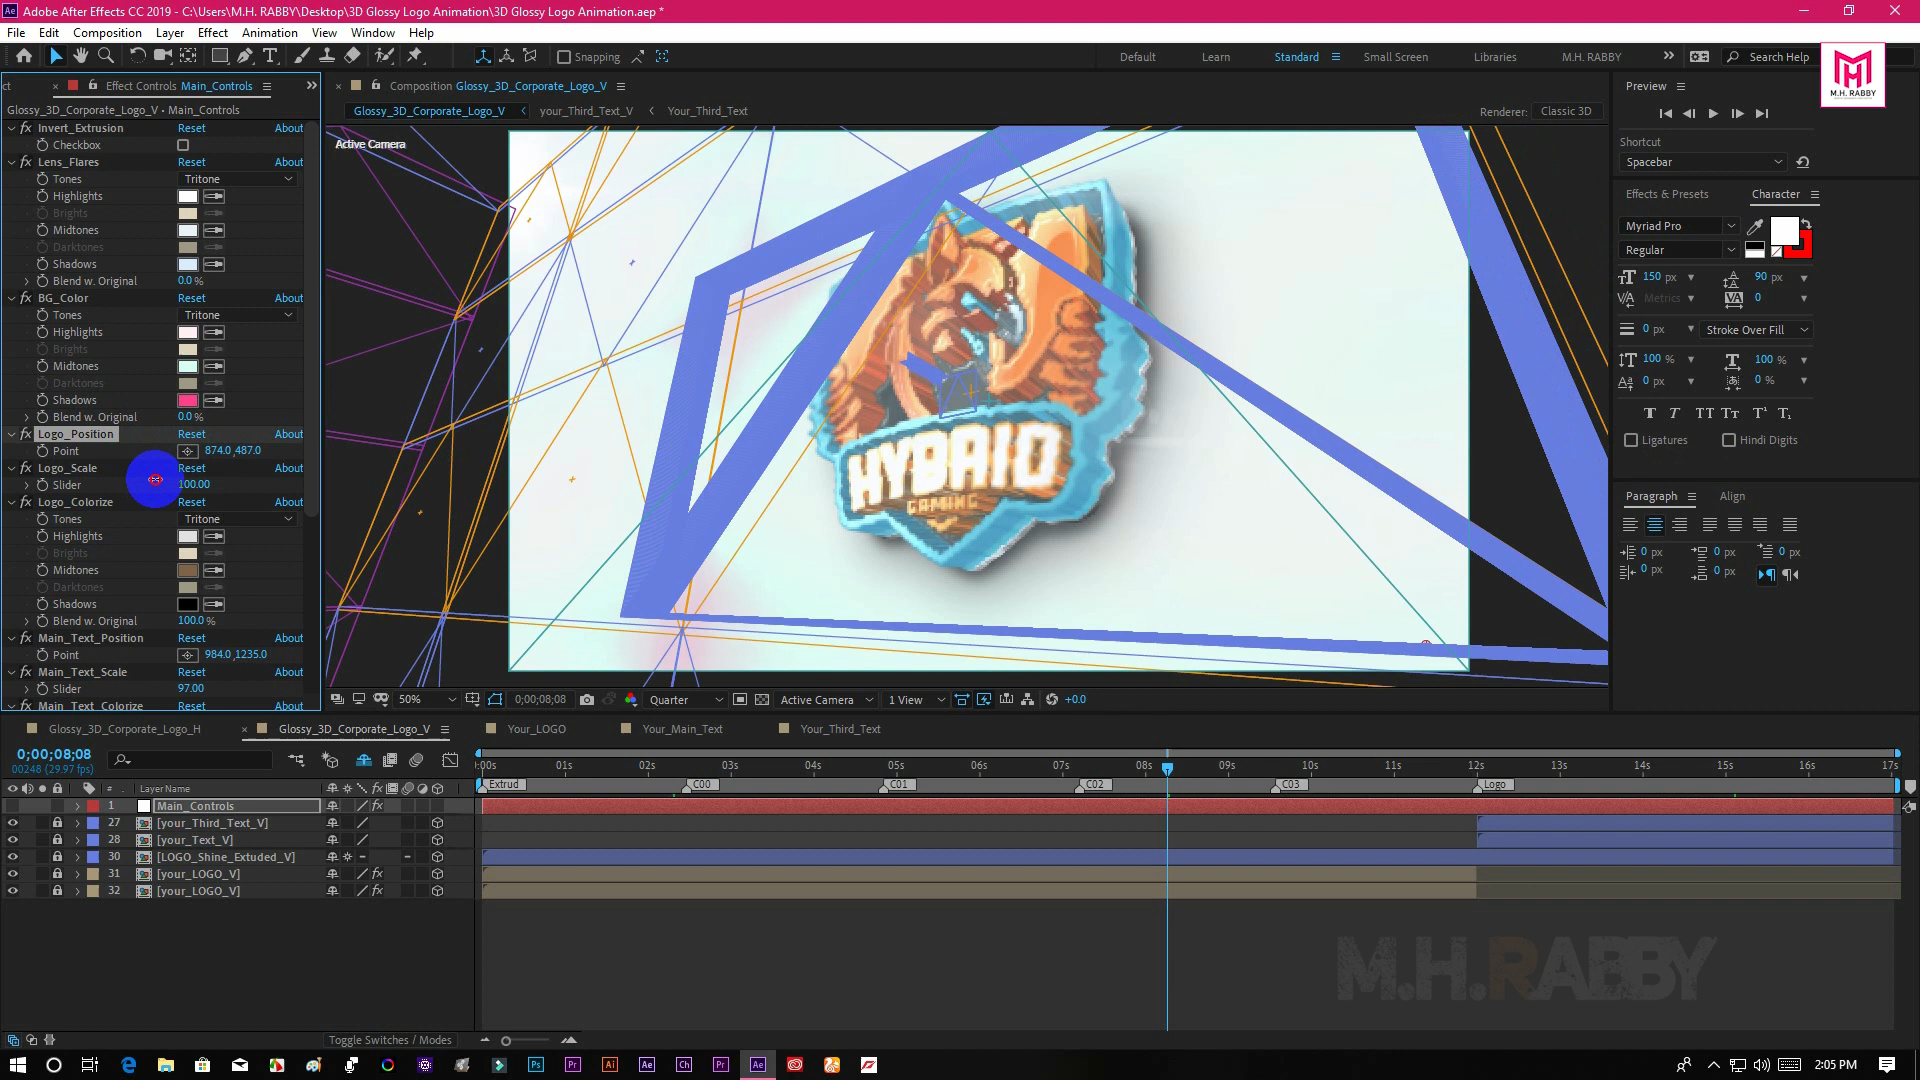 Adobe After Effects CC 2019 - C:\Users\M.H. RABBY\Desktop\3D Glossy Logo Animation\3D Glossy Logo Animation.aep *
File Edit Composition Layer Effect Animation View Window Help
Snapping Default Learn Standard Small Screen Libraries M.H. RABBY Search Help
M.H. RABBY
ct Effect Controls Main_Controls
Composition Glossy_3D_Corporate_Logo_V
Preview
Glossy_3D_Corporate_Logo_V • Main_Controls
Glossy_3D_Corporate_Logo_V your_Third_Text_V Your_Third_Text
Renderer: Classic 3D
Invert_Extrusion Reset About
Checkbox
Lens_Flares Reset About
Tones Tritone
Highlights
Brights
Midtones
Darktones
Shadows
Blend w. Original 0.0 %
BG_Color Reset About
Tones Tritone
Highlights
Brights
Midtones
Darktones
Shadows
Blend w. Original 0.0 %
Logo_Position Reset About
Point 874.0 ,487.0
Logo_Scale Reset About
Slider 100.00
Logo_Colorize Reset About
Tones Tritone
Highlights
Brights
Midtones
Darktones
Shadows
Blend w. Original 100.0 %
Main_Text_Position Reset About
Point 984.0 ,1235.0
Main_Text_Scale Reset About
Slider 97.00
Main_Text_Colorize Reset About
Active Camera
HYBRID
GAMING
50% 0;00;08;08 Quarter Active Camera 1 View +0.0
Shortcut
Spacebar
Effects & Presets Character
Myriad Pro
Regular
150 px 90 px
Metrics 0
0 px Stroke Over Fill
100 % 100 %
0 px 0 %
T T TT Tt T¹ T₁
Ligatures Hindi Digits
Paragraph Align
0 px 0 px 0 px
0 px 0 px
Glossy_3D_Corporate_Logo_H Glossy_3D_Corporate_Logo_V Your_LOGO Your_Main_Text Your_Third_Text
0;00;08;08
00248 (29.97 fps)
:00s 01s 02s 03s 04s 05s 06s 07s 08s 09s 10s 11s 12s 13s 14s 15s 16s 17s
# Layer Name
Extrud C00 C01 C02 C03 Logo
1 Main_Controls
27 [your_Third_Text_V]
28 [your_Text_V]
30 [LOGO_Shine_Extuded_V]
31 [your_LOGO_V]
32 [your_LOGO_V]
M.H.RABBY
Toggle Switches / Modes
Ps Pr Ai Ae Ch Pr Ae
2:05 PM